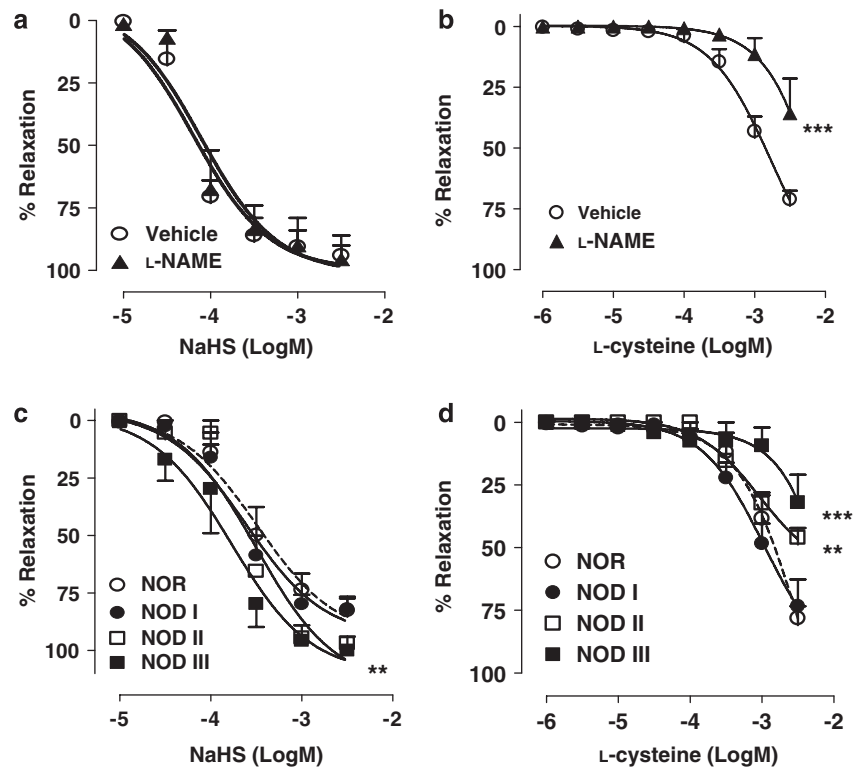 a
0
25
50
75
100
% Relaxation
Vehicle
L-NAME
-5 -4 -3 -2
NaHS (LogM)
b
0
25
50
75
100
% Relaxation
***
Vehicle
L-NAME
-6 -5 -4 -3 -2
L-cysteine (LogM)
c
0
25
50
75
100
% Relaxation
NOR
NOD I
NOD II
NOD III
**
-5 -4 -3 -2
NaHS (LogM)
d
0
25
50
75
100
% Relaxation
***
**
NOR
NOD I
NOD II
NOD III
-6 -5 -4 -3 -2
L-cysteine (LogM)